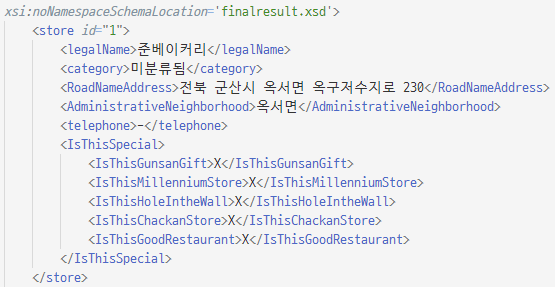 xsi:noNamespaceSchemaLocation='finalresult.xsd'>
<store id="1">
<legalName>준베이커리</legalName>
<category>미분류됨</category>
<RoadNameAddress>전북 군산시 옥서면 옥구저수지로 230</RoadNameAddress>
<AdministrativeNeighborhood>옥서면</AdministrativeNeighborhood>
<telephone>-</telephone>
<IsThisSpecial>
<IsThisGunsanGift>X</IsThisGunsanGift>
<IsThisMillenniumStore>X</IsThisMillenniumStore>
<IsThisHoleIntheWall>X</IsThisHoleIntheWall>
<IsThisChackanStore>X</IsThisChackanStore>
<IsThisGoodRestaurant>X</IsThisGoodRestaurant>
</IsThisSpecial>
</store>